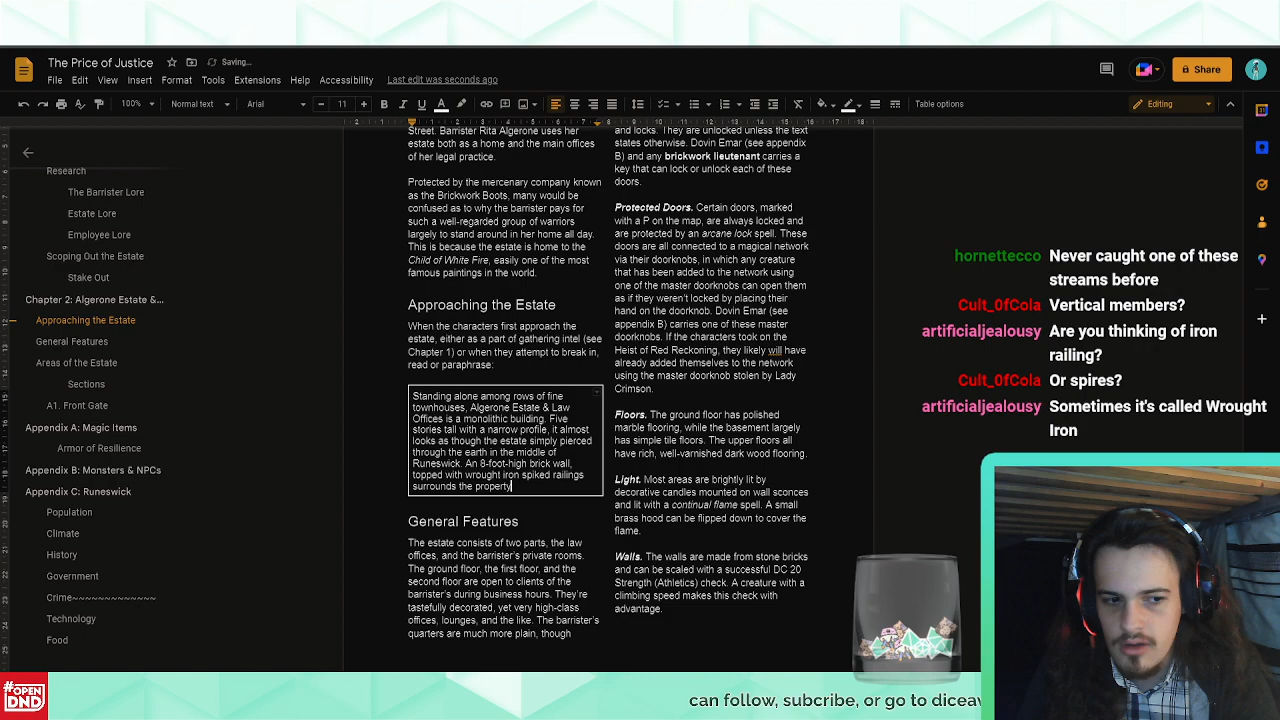 The Price of Justice
Saving...
File Edit View Insert Format Tools Extensions Help Accessibility
Last edit was seconds ago
Share
100% Normal text Arial 11
Table options
Editing
Research
The Barrister Lore
Estate Lore
Employee Lore
Scoping Out the Estate
Stake Out
Chapter 2: Algerone Estate &...
Approaching the Estate
General Features
Areas of the Estate
Sections
A1. Front Gate
Appendix A: Magic Items
Armor of Resilience
Appendix B: Monsters & NPCs
Appendix C: Runeswick
Population
Climate
History
Government
Crime~~~~~~~~~~~~~
Technology
Food
Street. Barrister Rita Algerone uses her
estate both as a home and the main offices
of her legal practice.
Protected by the mercenary company known
as the Brickwork Boots, many would be
confused as to why the barrister pays for
such a well-regarded group of warriors
largely to stand around in her home all day.
This is because the estate is home to the
Child of White Fire, easily one of the most
famous paintings in the world.
Approaching the Estate
When the characters first approach the
estate, either as a part of gathering intel (see
Chapter 1) or when they attempt to break in,
read or paraphrase:
Standing alone among rows of fine
townhouses, Algerone Estate & Law
Offices is a monolithic building. Five
stories tall with a narrow profile, it almost
looks as though the estate simply pierced
through the earth in the middle of
Runeswick. An 8-foot-high brick wall,
topped with wrought iron spiked railings
surrounds the property
General Features
The estate consists of two parts, the law
offices, and the barrister's private rooms.
The ground floor, the first floor, and the
second floor are open to clients of the
barrister's during business hours. They're
tastefully decorated, yet very high-class
offices, lounges, and the like. The barrister's
quarters are much more plain, though
and locks. They are unlocked unless the text
states otherwise. Dovin Emar (see appendix
B) and any brickwork lieutenant carries a
key that can lock or unlock each of these
doors.
Protected Doors. Certain doors, marked
with a P on the map, are always locked and
are protected by an arcane lock spell. These
doors are all connected to a magical network
via their doorknobs, in which any creature
that has been added to the network using
one of the master doorknobs can open them
as if they weren't locked by placing their
hand on the doorknob. Dovin Emar (see
appendix B) carries one of these master
doorknobs. If the characters took on the
Heist of Red Reckoning, they likely will have
already added themselves to the network
using the master doorknob stolen by Lady
Crimson.
Floors. The ground floor has polished
marble flooring, while the basement largely
has simple tile floors. The upper floors all
have rich, well-varnished dark wood flooring.
Light. Most areas are brightly lit by
decorative candles mounted on wall sconces
and lit with a continual flame spell. A small
brass hood can be flipped down to cover the
flame.
Walls. The walls are made from stone bricks
and can be scaled with a successful DC 20
Strength (Athletics) check. A creature with a
climbing speed makes this check with
advantage.
hornettecco Never caught one of these
streams before
Cult_0fCola Vertical members?
artificialjealousy Are you thinking of iron
railing?
Cult_0fCola Or spires?
artificialjealousy Sometimes it's called Wrought
Iron
#OPEN
DND
can follow, subcribe, or go to diceav